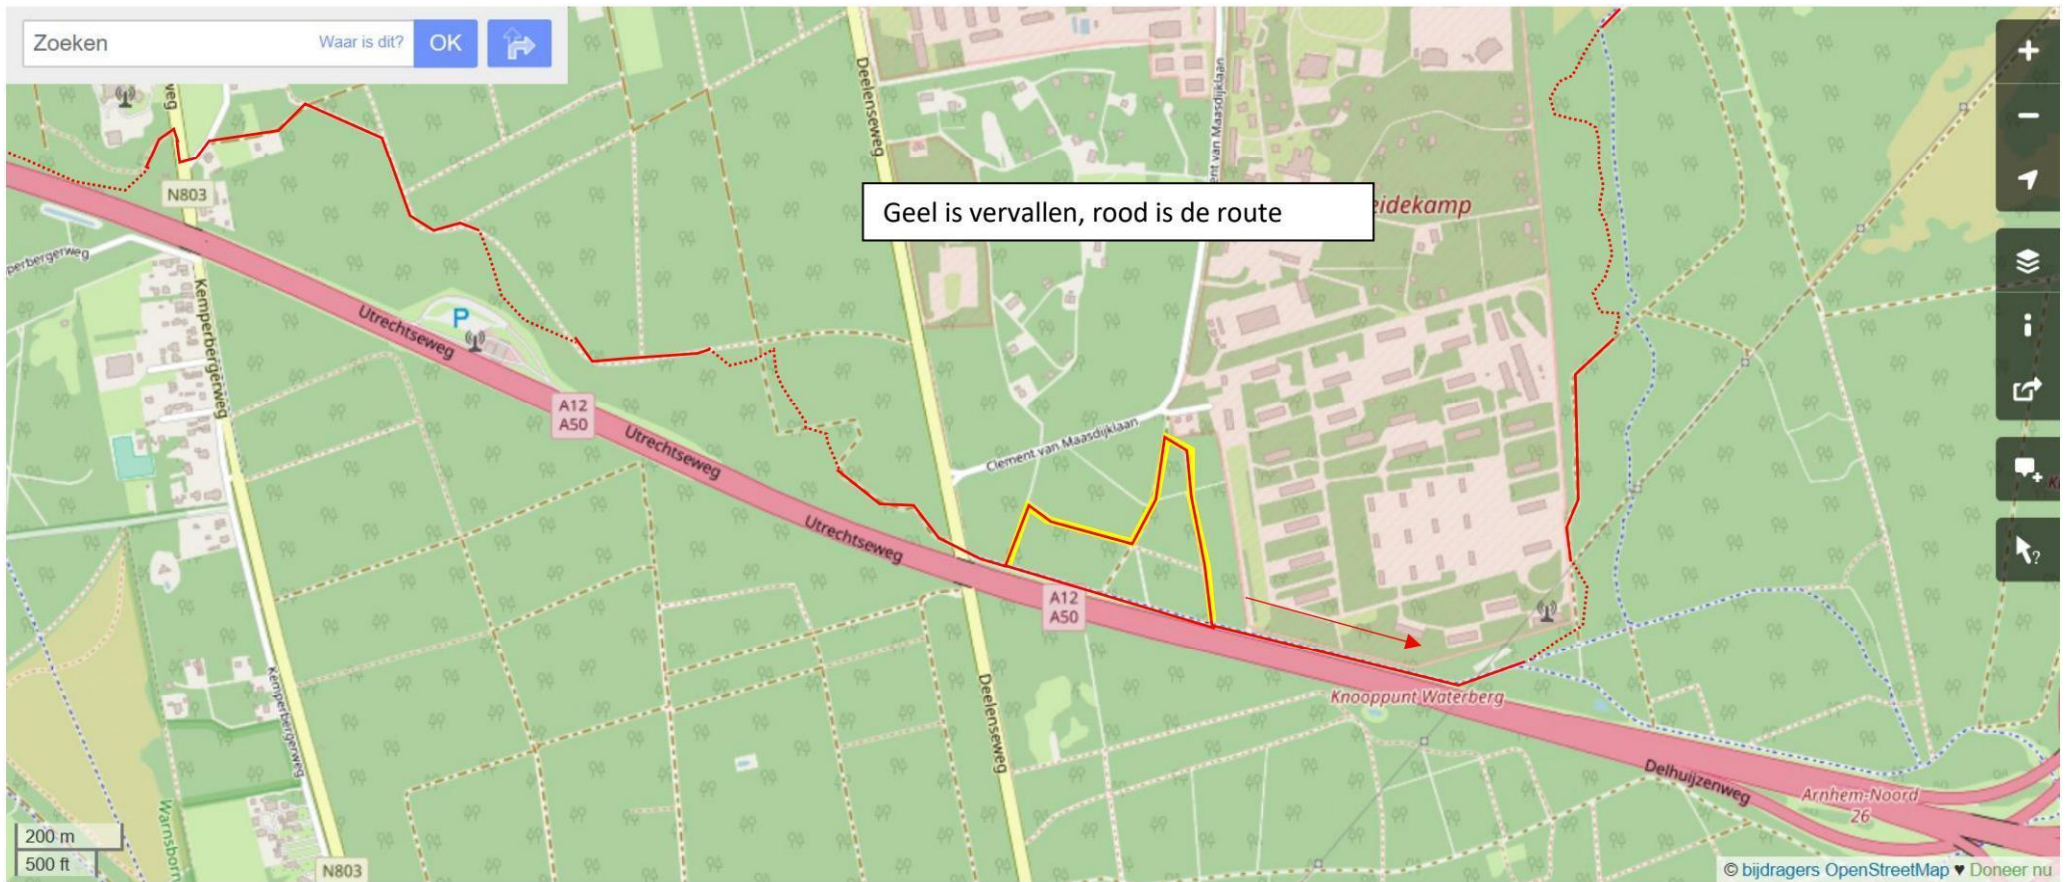 Zoeken
Waar is dit?
OK
weg
Deelenseweg
ent van Maasdijklaan
N803
Geel is vervallen, rood is de route
eidekamp
perbergerweg
Kemperbergerweg
Utrechtseweg
P
A12
A50
Utrechtseweg
Clement van Maasdijklaan
Utrechtseweg
A12
A50
Knooppunt Waterberg
Kemperbergerweg
Deelenseweg
Delhuijzenweg
Arnhem-Noord
26
Warnsborn
200 m
500 ft
N803
© bijdragers OpenStreetMap ♥ Doneer nu